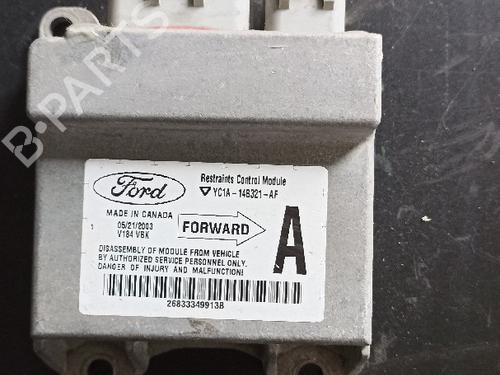 B-PARTS
Ford
Restraints Control Module
YC1A-14B321-AF
MADE IN CANADA
05/21/2003
V184 VBK
FORWARD
A
DISASSEMBLY OF MODULE FROM VEHICLE
BY AUTHORIZED SERVICE PERSONNEL ONLY.
DANGER OF INJURY AND MALFUNCTION!
268333499138